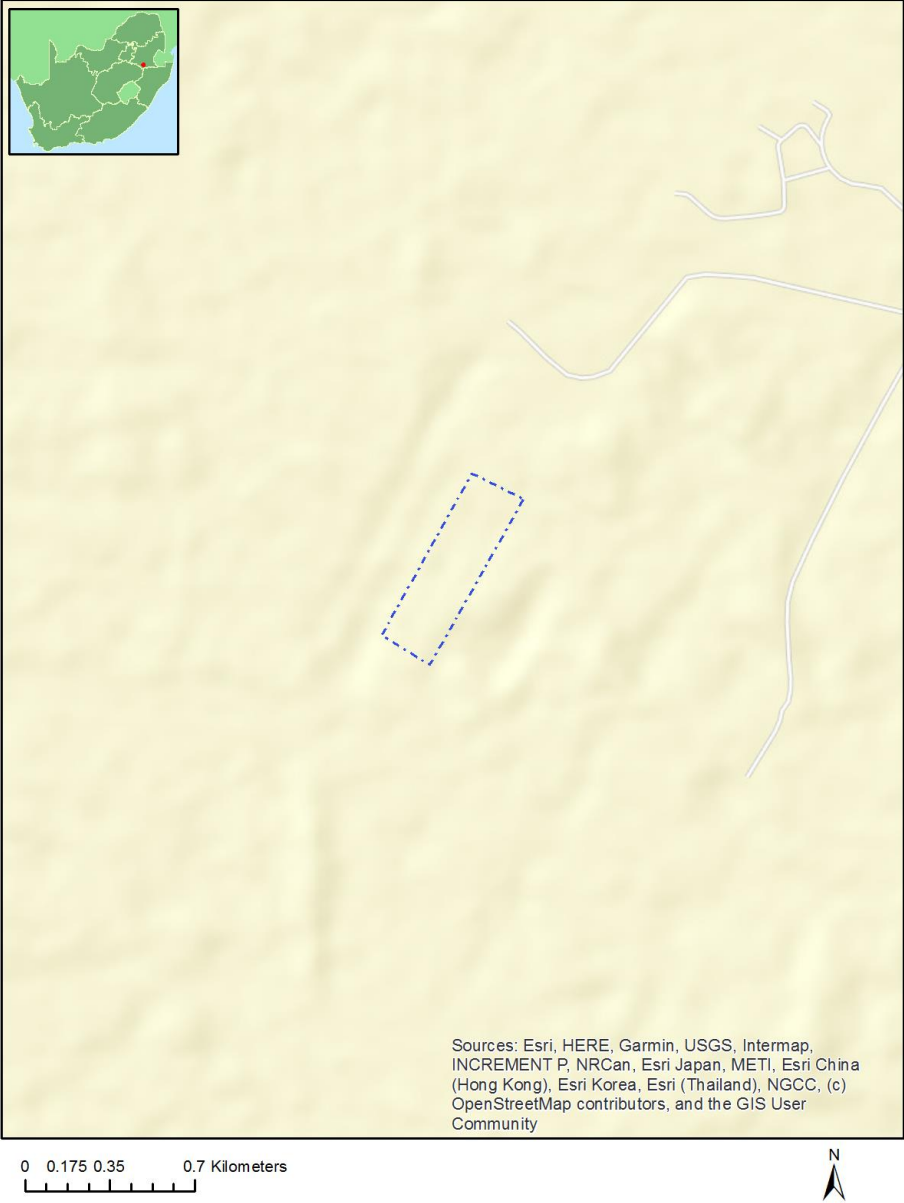 Sources: Esri, HERE, Garmin, USGS, Intermap,
INCREMENT P, NRCan, Esri Japan, METI, Esri China
(Hong Kong), Esri Korea, Esri (Thailand), NGCC, (c)
OpenStreetMap contributors, and the GIS User
Community
0 0.175 0.35 0.7 Kilometers
N